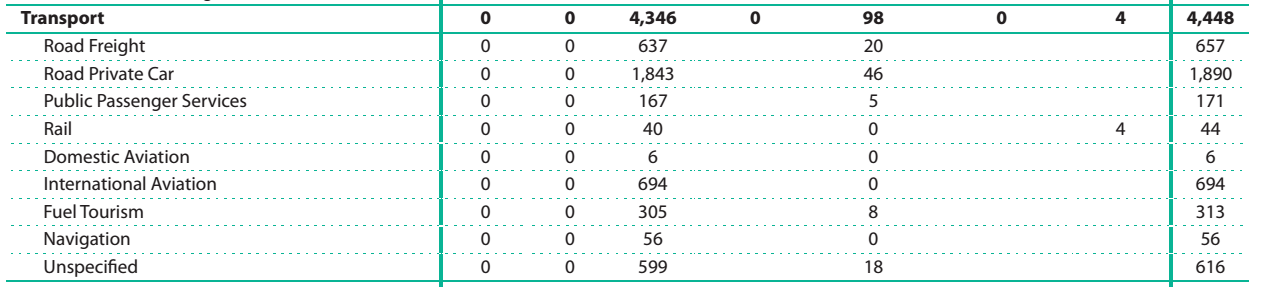 Transport 0 0 4,346 0 98 0 4 4,448
Road Freight 0 0 637 20 657
Road Private Car 0 0 1,843 46 1,890
Public Passenger Services 0 0 167 5 171
Rail 0 0 40 0 4 44
Domestic Aviation 0 0 6 0 6
International Aviation 0 0 694 0 694
Fuel Tourism 0 0 305 8 313
Navigation 0 0 56 0 56
Unspecified 0 0 599 18 616